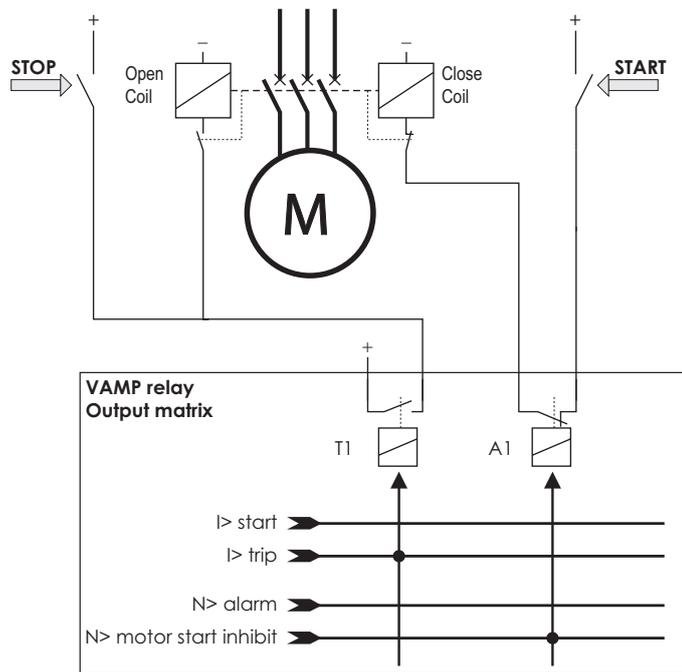 +
+
STOP
Open
Coil
–
–
Close
Coil
START
M
+
VAMP relay
Output matrix
T1
A1
I> start
I> trip
N> alarm
N> motor start inhibit